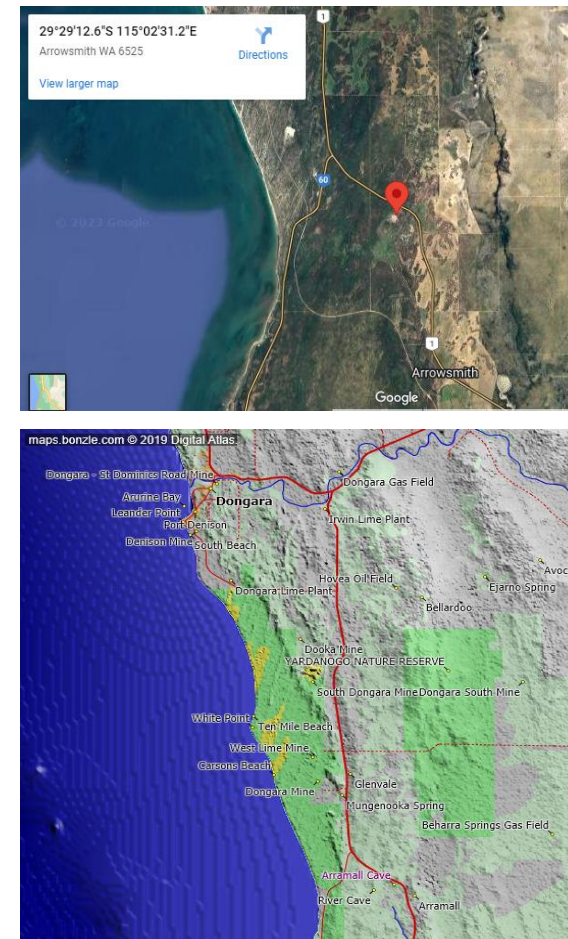 29°29'12.6"S 115°02'31.2"E
Arrowsmith WA 6525
Directions
View larger map
1
60
© 2023 Google
1
Arrowsmith
Google
maps.bonzle.com © 2019 Digital Atlas.
Dongara - St Dominics Road Mine
Dongara Gas Field
Arurine Bay
Dongara
Leander Point
Irwin Lime Plant
Port Denison
Denison Mine
South Beach
Avoc
Hovea Oil Field
Ejarno Spring
Dongara Lime Plant
Bellardoo
Dooka Mine
YARDANOGO NATURE RESERVE
South Dongara Mine
Dongara South Mine
White Point
Ten Mile Beach
West Lime Mine
Carsons Beach
Glenvale
Dongara Mine
Mungenooka Spring
Beharra Springs Gas Field
Arramall Cave
River Cave
Arramall